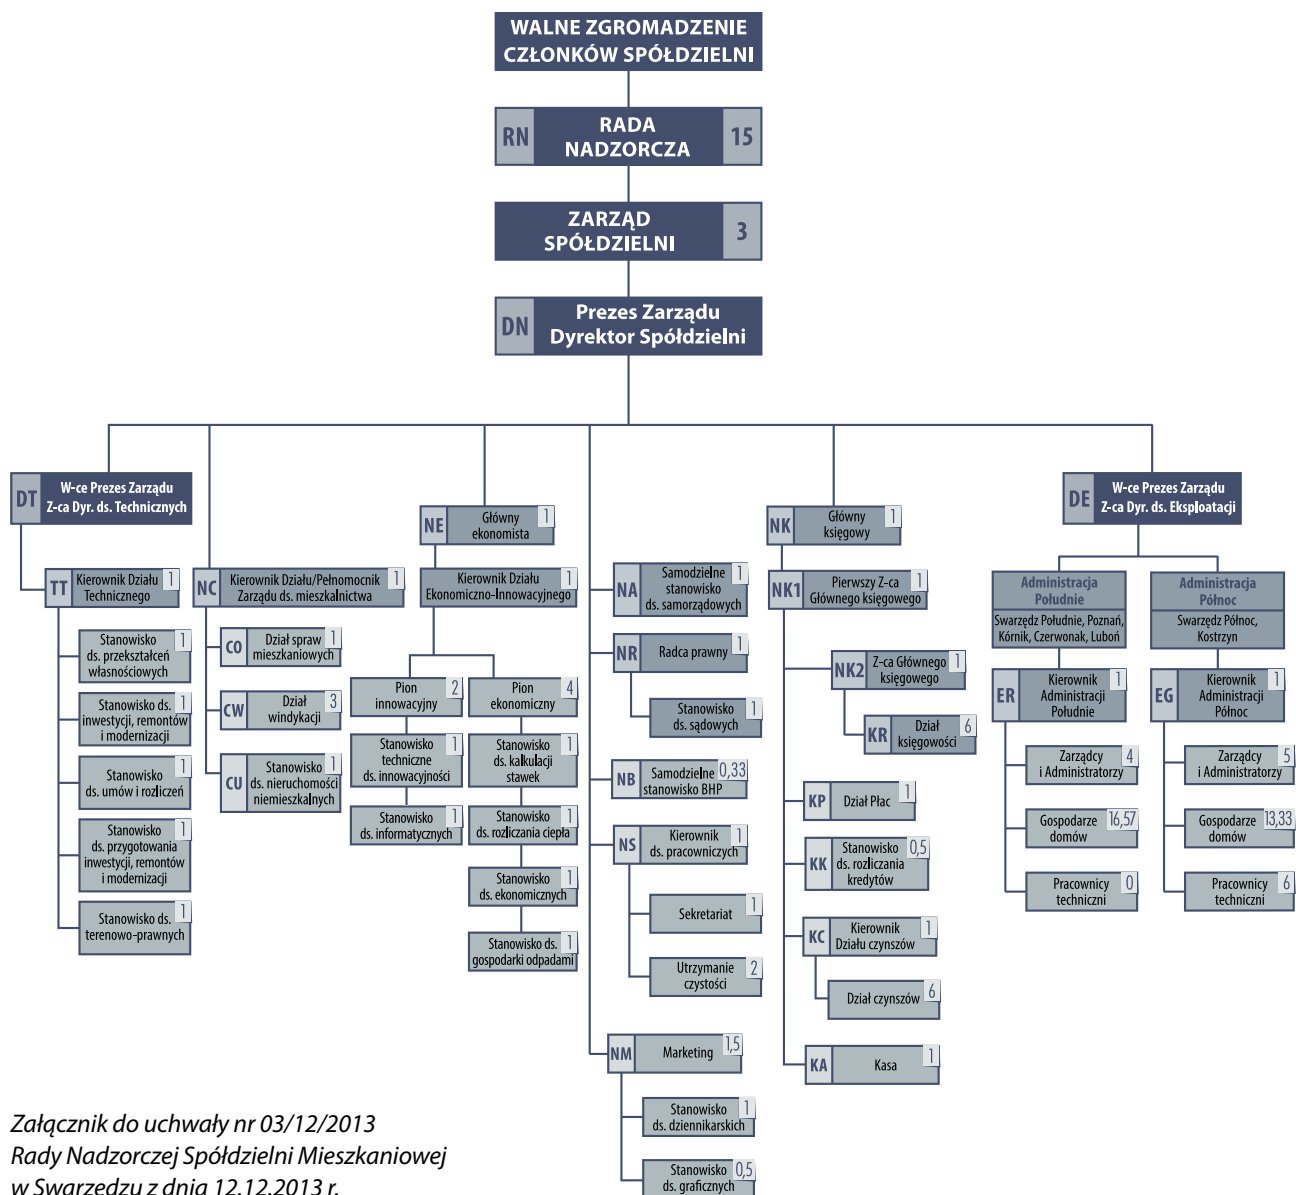 WALNE ZGROMADZENIE
CZŁONKÓW SPÓŁDZIELNI
RN
RADA
NADZORCZA
15
ZARZĄD
SPÓŁDZIELNI
3
DN
Prezes Zarządu
Dyrektor Spółdzielni
DT
W-ce Prezes Zarządu
Z-ca Dyr. ds. Technicznych
TT
Kierownik Działu
Technicznego
1
Stanowisko
ds. przekształceń
własnościowych
1
Stanowisko ds.
inwestycji, remontów
i modernizacji
1
Stanowisko
ds. umów i rozliczeń
1
Stanowisko
ds. przygotowania
inwestycji, remontów
i modernizacji
1
Stanowisko ds.
terenowo-prawnych
1
NC
Kierownik Działu/Pełnomocnik
Zarządu ds. mieszkalnictwa
1
CO
Dział spraw
mieszkaniowych
1
CW
Dział
windykacji
3
CU
Stanowisko
ds. nieruchomości
niemieszkalnych
1
NE
Główny
ekonomista
1
Kierownik Działu
Ekonomiczno-Innowacyjnego
1
Pion
innowacyjny
2
Stanowisko
techniczne
ds. innowacyjności
1
Stanowisko
ds. informatycznych
1
Pion
ekonomiczny
4
Stanowisko
ds. kalkulacji
stawek
1
Stanowisko
ds. rozliczania ciepła
1
Stanowisko
ds. ekonomicznych
1
Stanowisko ds.
gospodarki odpadami
1
NA
Samodzielne
stanowisko
ds. samorządowych
1
NR
Radca prawny
1
Stanowisko
ds. sądowych
1
NB
Samodzielne
stanowisko BHP
0,33
NS
Kierownik
ds. pracowniczych
1
Sekretariat
1
Utrzymanie
czystości
2
NM
Marketing
1,5
Stanowisko
ds. dziennikarskich
1
Stanowisko
ds. graficznych
0,5
NK
Główny
księgowy
1
NK1
Pierwszy Z-ca
Głównego księgowego
1
NK2
Z-ca Głównego
księgowego
1
KR
Dział
księgowości
6
KP
Dział Płac
1
KK
Stanowisko
ds. rozliczania
kredytów
0,5
KC
Kierownik
Działu czynszów
1
Dział czynszów
6
KA
Kasa
1
DE
W-ce Prezes Zarządu
Z-ca Dyr. ds. Eksploatacji
Administracja
Południe
Swarzędz Południe, Poznań,
Kórnik, Czerwonak, Luboń
ER
Kierownik
Administracji
Południe
1
Zarządcy
i Administratorzy
4
Gospodarze
domów
16,57
Pracownicy
techniczni
0
Administracja
Północ
Swarzędz Północ,
Kostrzyn
EG
Kierownik
Administracji
Północ
1
Zarządcy
i Administratorzy
5
Gospodarze
domów
13,33
Pracownicy
techniczni
6
Załącznik do uchwały nr 03/12/2013
Rady Nadzorczej Spółdzielni Mieszkaniowej
w Swarzędzu z dnia 12.12.2013 r.